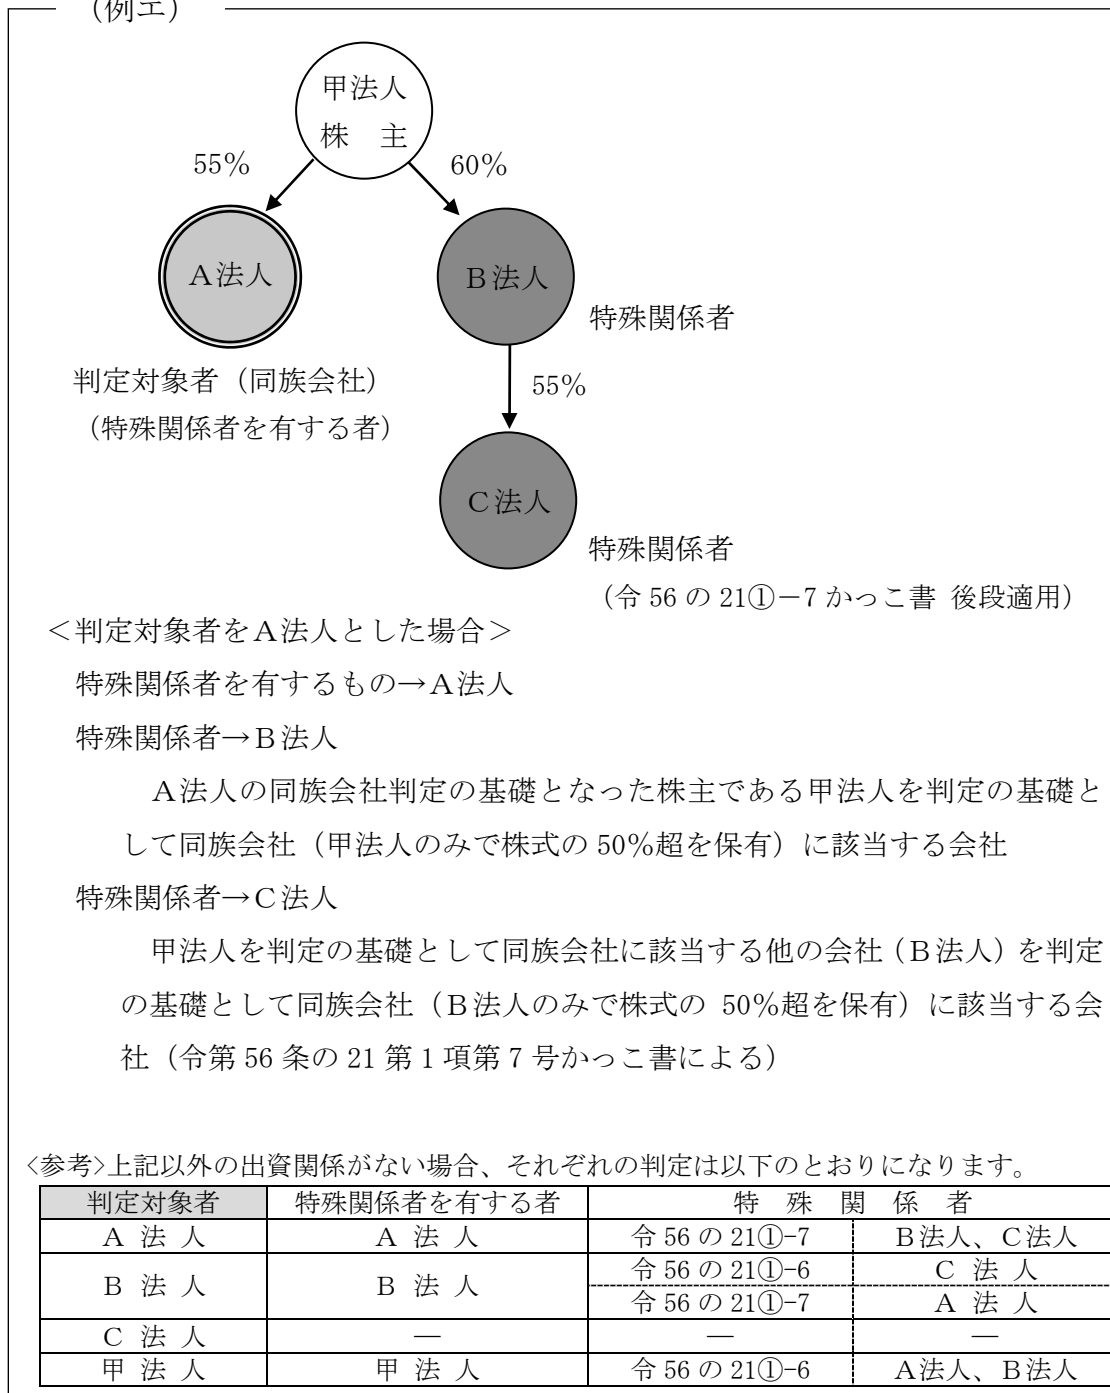 （例エ）
甲法人
株　主
55％
60％
A法人
B法人
特殊関係者
判定対象者（同族会社）
（特殊関係者を有する者）
55％
C法人
特殊関係者
（令 56 の 21①－7 かっこ書 後段適用）
＜判定対象者をA法人とした場合＞
特殊関係者を有するもの→A法人
特殊関係者→B法人
A法人の同族会社判定の基礎となった株主である甲法人を判定の基礎と
して同族会社（甲法人のみで株式の 50％超を保有）に該当する会社
特殊関係者→C法人
甲法人を判定の基礎として同族会社に該当する他の会社（B法人）を判定
の基礎として同族会社（B法人のみで株式の 50％超を保有）に該当する会
社（令第 56 条の 21 第 1 項第 7 号かっこ書による）
<参考>上記以外の出資関係がない場合、それぞれの判定は以下のとおりになります。
判定対象者　特殊関係者を有する者　特　殊　関　係　者
A 法 人　A 法 人　令 56 の 21①-7　B法人、C法人
B 法 人　B 法 人　令 56 の 21①-6　C 法 人
令 56 の 21①-7　A 法 人
C 法 人　―　―　―
甲 法 人　甲 法 人　令 56 の 21①-6　A法人、B法人